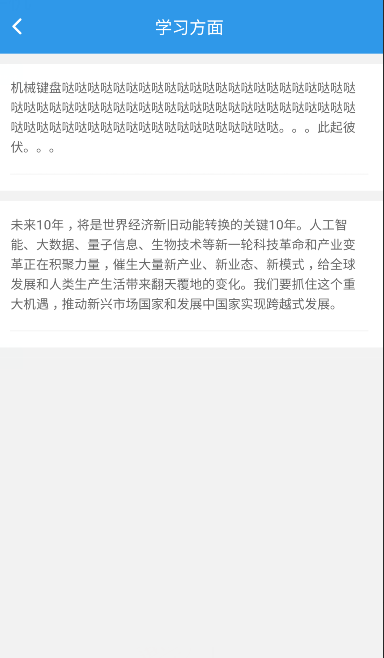 学习方面
机械键盘哒哒哒哒哒哒哒哒哒哒哒哒哒哒哒哒哒哒哒哒哒哒哒
哒哒哒哒哒哒哒哒哒哒哒哒哒哒哒哒哒哒哒哒哒哒哒哒哒哒哒
哒哒哒哒哒哒哒哒哒哒哒哒哒哒哒哒哒哒哒哒哒。。。此起彼
伏。。。
未来10年，将是世界经济新旧动能转换的关键10年。人工智
能、大数据、量子信息、生物技术等新一轮科技革命和产业变
革正在积聚力量，催生大量新产业、新业态、新模式，给全球
发展和人类生产生活带来翻天覆地的变化。我们要抓住这个重
大机遇，推动新兴市场国家和发展中国家实现跨越式发展。